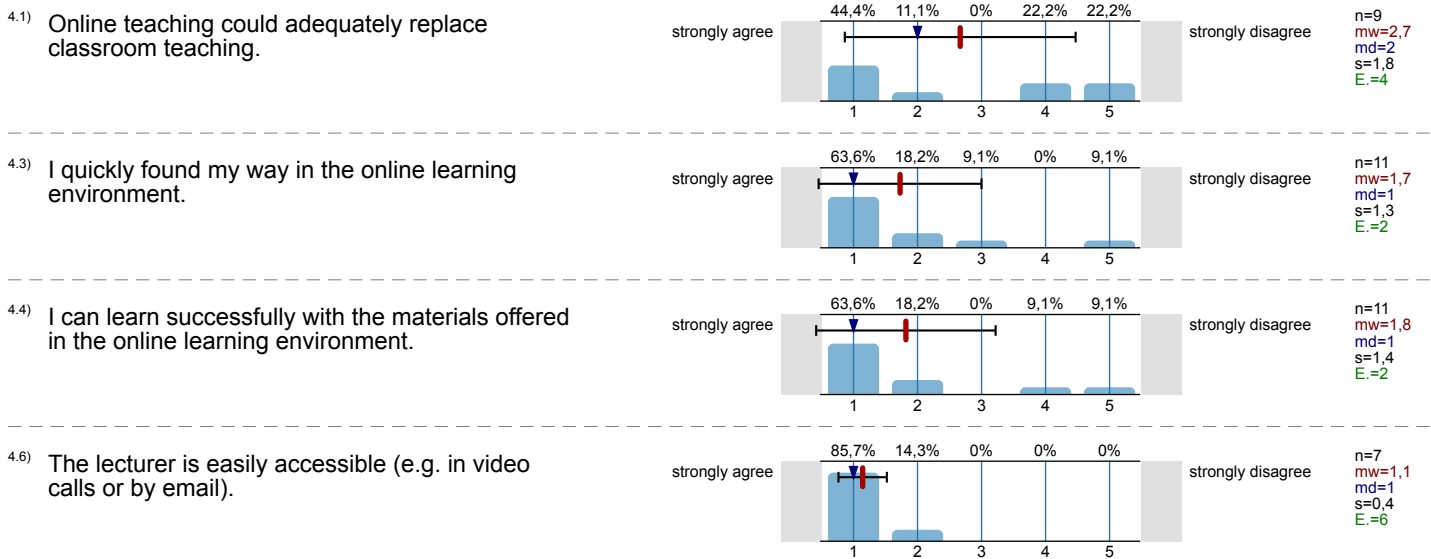 4.1) Online teaching could adequately replace
classroom teaching.
strongly agree
44,4% 11,1% 0% 22,2% 22,2%
1 2 3 4 5
strongly disagree
n=9
mw=2,7
md=2
s=1,8
E.=4
4.3) I quickly found my way in the online learning
environment.
strongly agree
63,6% 18,2% 9,1% 0% 9,1%
1 2 3 4 5
strongly disagree
n=11
mw=1,7
md=1
s=1,3
E.=2
4.4) I can learn successfully with the materials offered
in the online learning environment.
strongly agree
63,6% 18,2% 0% 9,1% 9,1%
1 2 3 4 5
strongly disagree
n=11
mw=1,8
md=1
s=1,4
E.=2
4.6) The lecturer is easily accessible (e.g. in video
calls or by email).
strongly agree
85,7% 14,3% 0% 0% 0%
1 2 3 4 5
strongly disagree
n=7
mw=1,1
md=1
s=0,4
E.=6